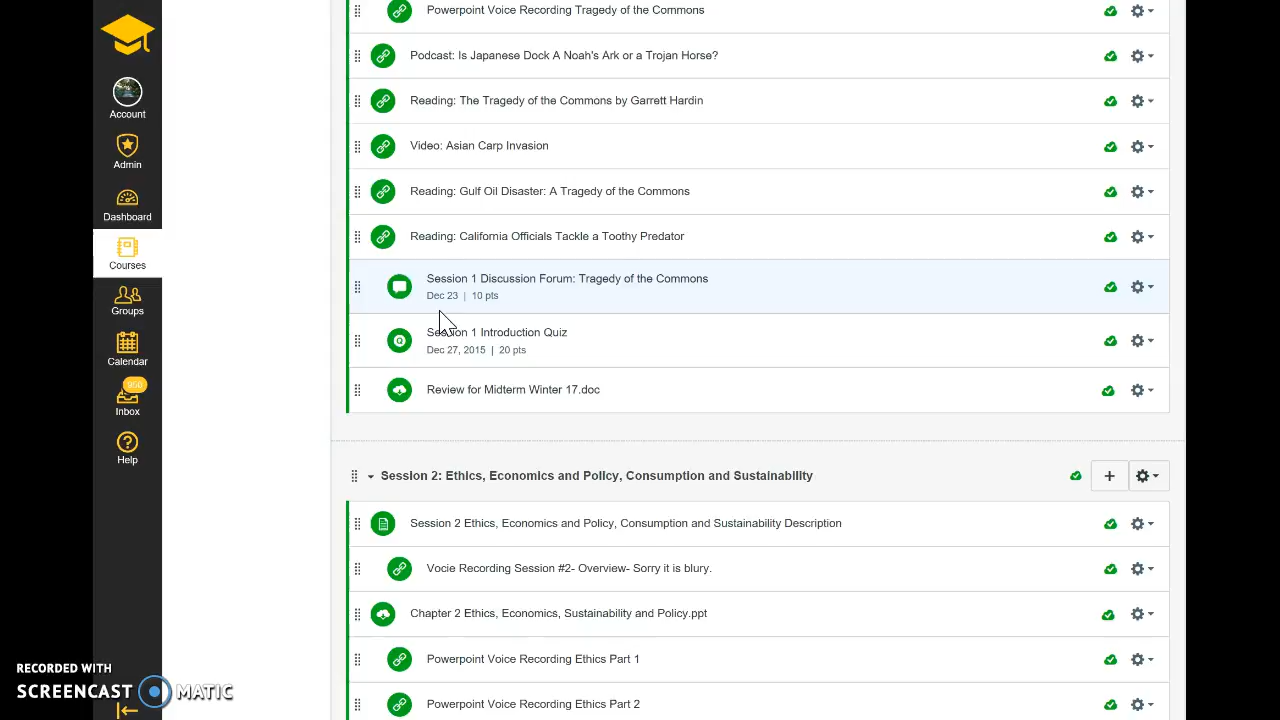 Powerpoint Voice Recording Tragedy of the Commons
Podcast: Is Japanese Dock A Noah's Ark or a Trojan Horse?
Reading: The Tragedy of the Commons by Garrett Hardin
Video: Asian Carp Invasion
Reading: Gulf Oil Disaster: A Tragedy of the Commons
Reading: California Officials Tackle a Toothy Predator
Session 1 Discussion Forum: Tragedy of the Commons
Dec 23 | 10 pts
Session 1 Introduction Quiz
Dec 27, 2015 | 20 pts
Review for Midterm Winter 17.doc
Session 2: Ethics, Economics and Policy, Consumption and Sustainability
Session 2 Ethics, Economics and Policy, Consumption and Sustainability Description
Vocie Recording Session #2- Overview- Sorry it is blury.
Chapter 2 Ethics, Economics, Sustainability and Policy.ppt
Powerpoint Voice Recording Ethics Part 1
Powerpoint Voice Recording Ethics Part 2
Account
Admin
Dashboard
Courses
Groups
Calendar
950
Inbox
Help
RECORDED WITH
SCREENCAST MATIC